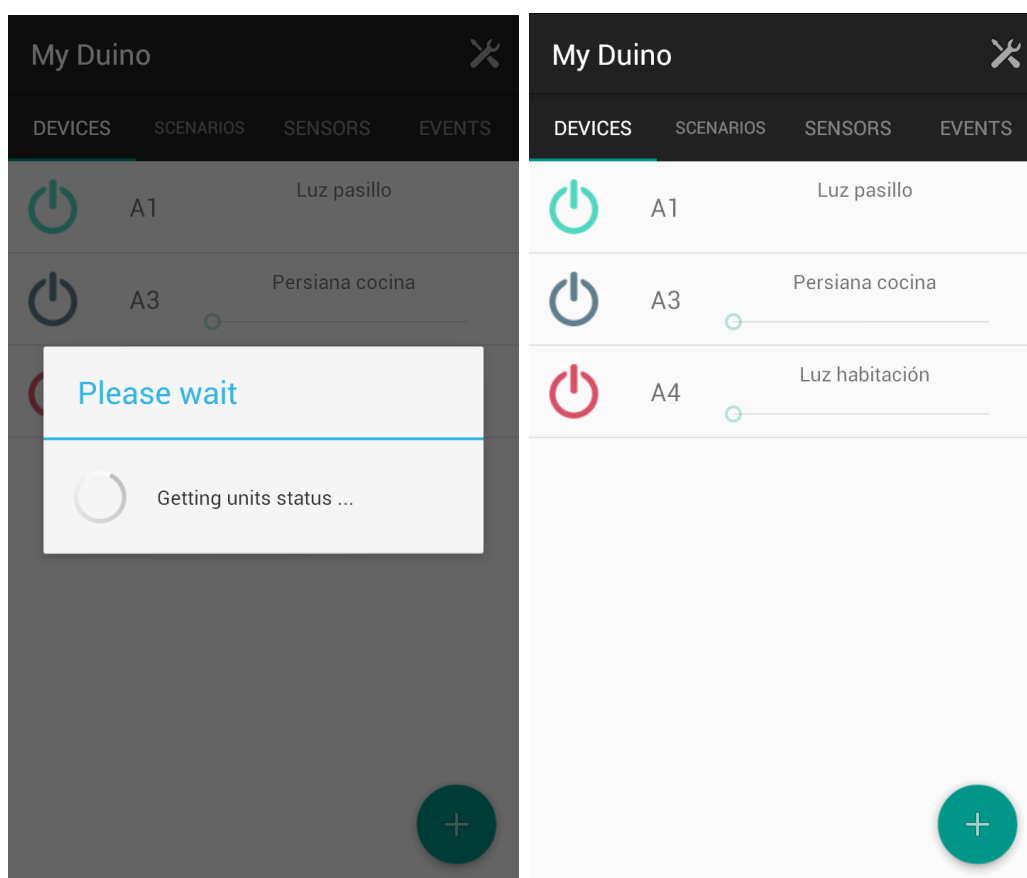 My Duino
DEVICES SCENARIOS SENSORS EVENTS
A1 Luz pasillo
A3 Persiana cocina
Please wait
Getting units status ...
My Duino
DEVICES SCENARIOS SENSORS EVENTS
A1 Luz pasillo
A3 Persiana cocina
A4 Luz habitación